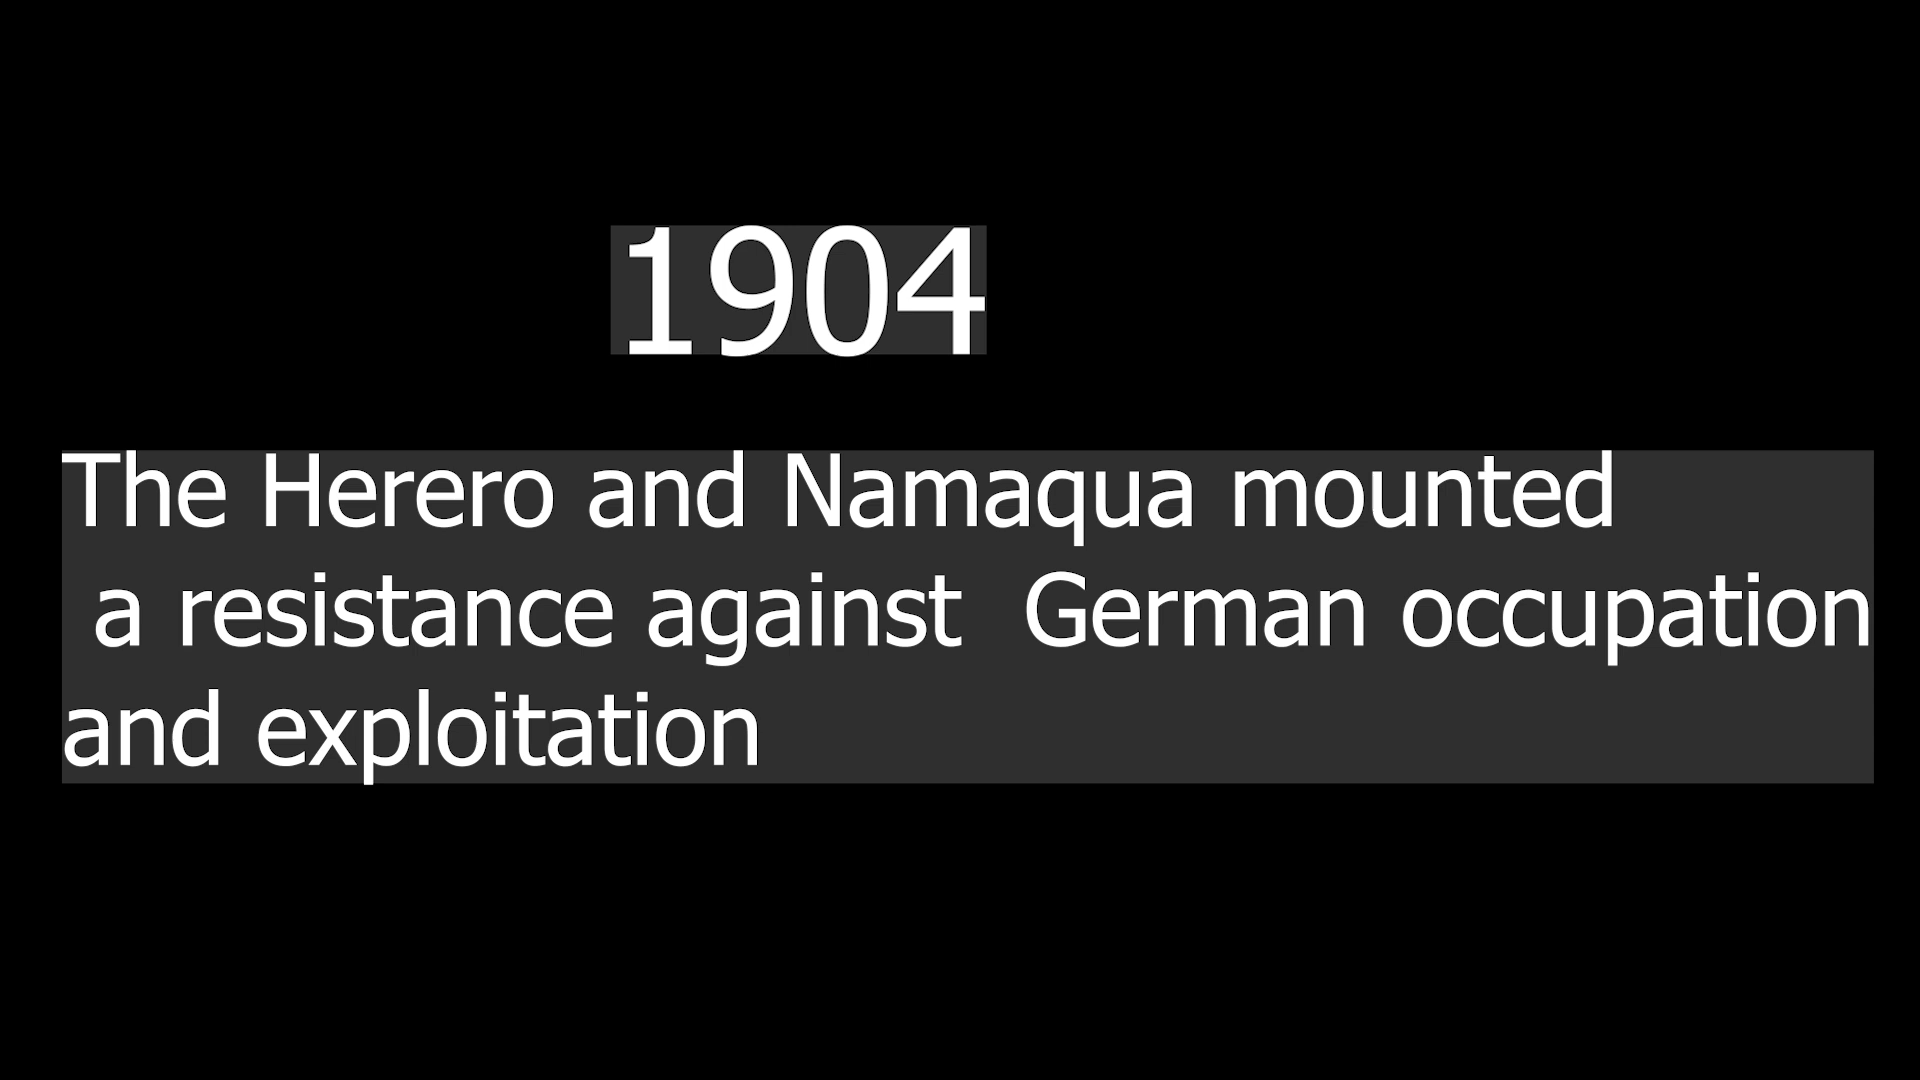 1904
The Herero and Namaqua mounted
a resistance against  German occupation
and exploitation